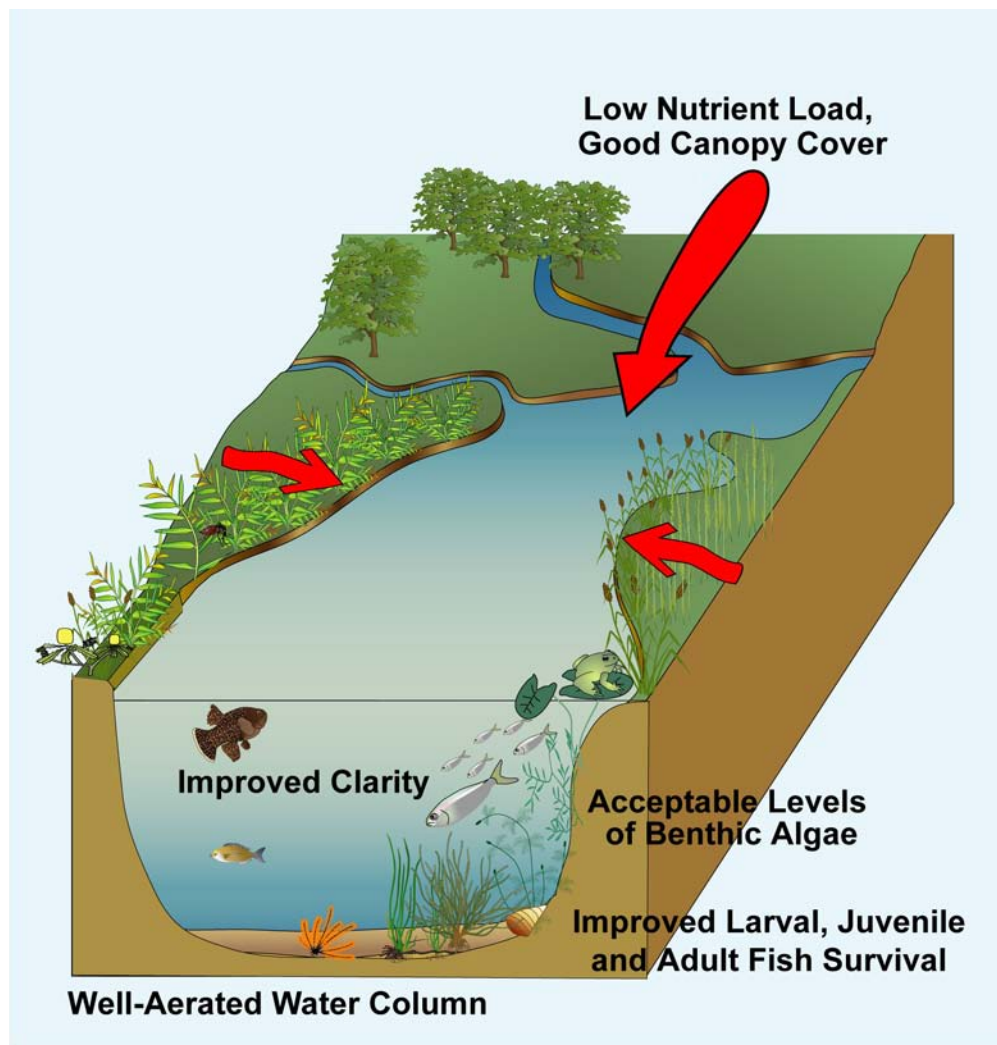 Low Nutrient Load,
Good Canopy Cover
Improved Clarity
Acceptable Levels
of Benthic Algae
Improved Larval, Juvenile
and Adult Fish Survival
Well-Aerated Water Column